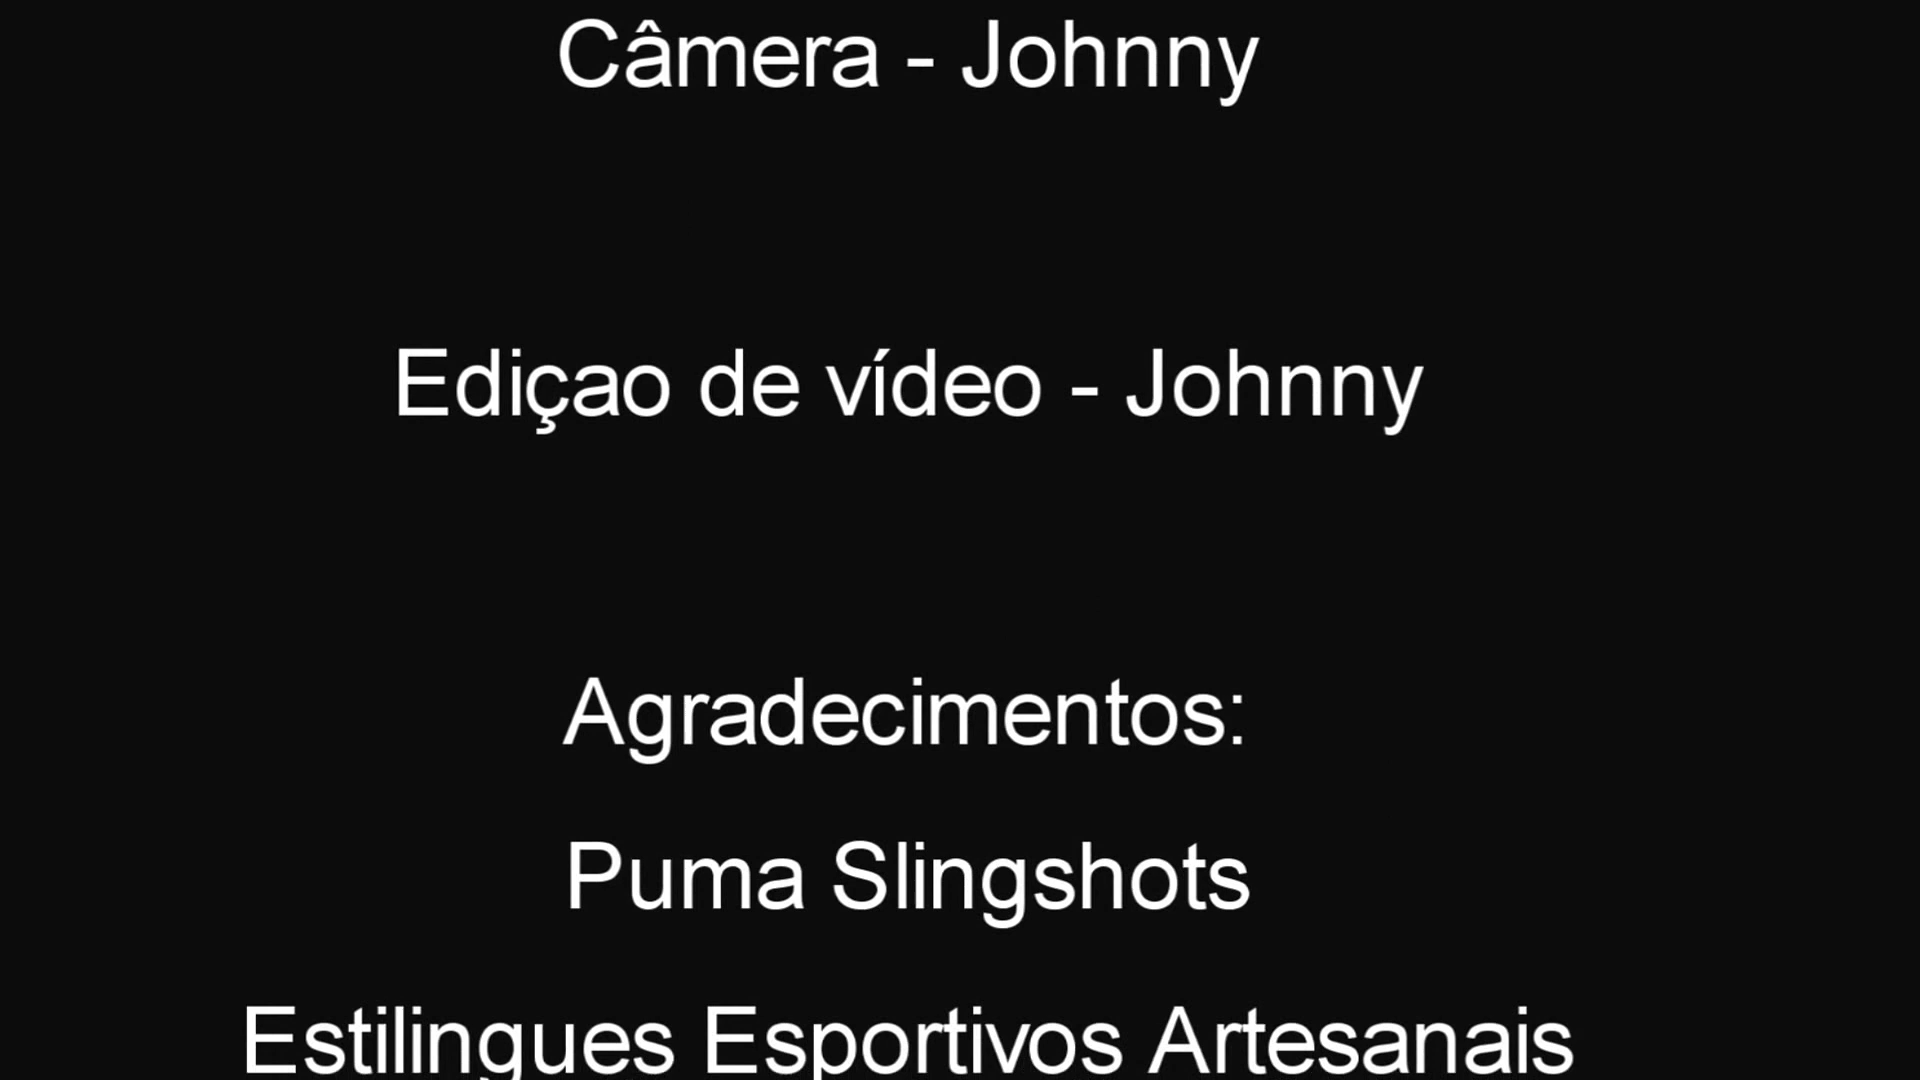 Câmera - Johnny
Ediçao de vídeo - Johnny
Agradecimentos:
Puma Slingshots
Estilingues Esportivos Artesanais